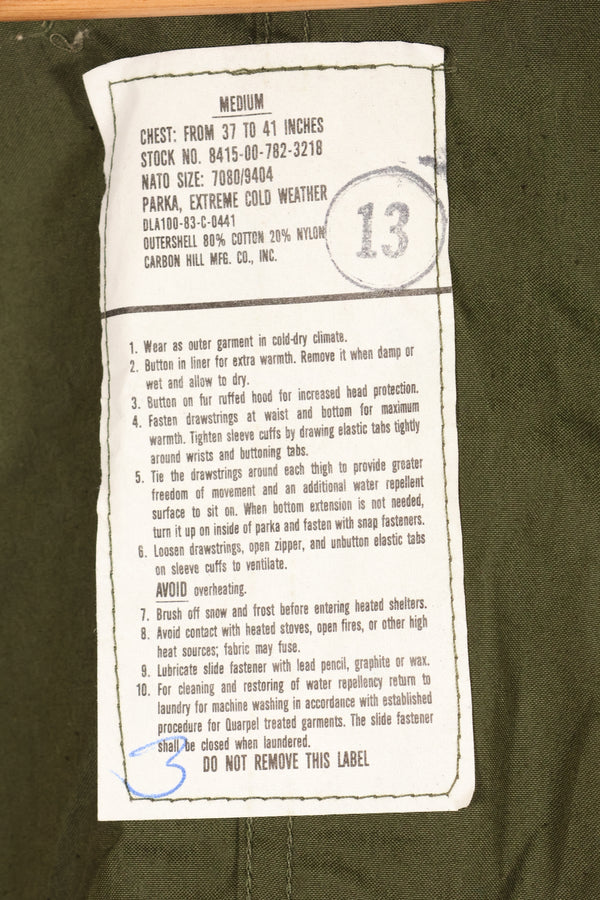 MEDIUM
CHEST: FROM 37 TO 41 INCHES
STOCK NO. 8415-00-782-3218
NATO SIZE: 7080/9404
PARKA, EXTREME COLD WEATHER
DLA100-83-C-0441
OUTERSHELL 80% COTTON 20% NYLON
CARBON HILL MFG. CO., INC.
13
1. Wear as outer garment in cold-dry climate.
2. Button in liner for extra warmth. Remove it when damp or
wet and allow to dry.
3. Button on fur ruffed hood for increased head protection.
4. Fasten drawstrings at waist and bottom for maximum
warmth. Tighten sleeve cuffs by drawing elastic tabs tightly
around wrists and buttoning tabs.
5. Tie the drawstrings around each thigh to provide greater
freedom of movement and an additional water repellent
surface to sit on. When bottom extension is not needed,
turn it up on inside of parka and fasten with snap fasteners.
6. Loosen drawstrings, open zipper, and unbutton elastic tabs
on sleeve cuffs to ventilate.
AVOID overheating.
7. Brush off snow and frost before entering heated shelters.
8. Avoid contact with heated stoves, open fires, or other high
heat sources; fabric may fuse.
9. Lubricate slide fastener with lead pencil, graphite or wax.
10. For cleaning and restoring of water repellency return to
laundry for machine washing in accordance with established
procedure for Quarpel treated garments. The slide fastener
shall be closed when laundered.
3
DO NOT REMOVE THIS LABEL